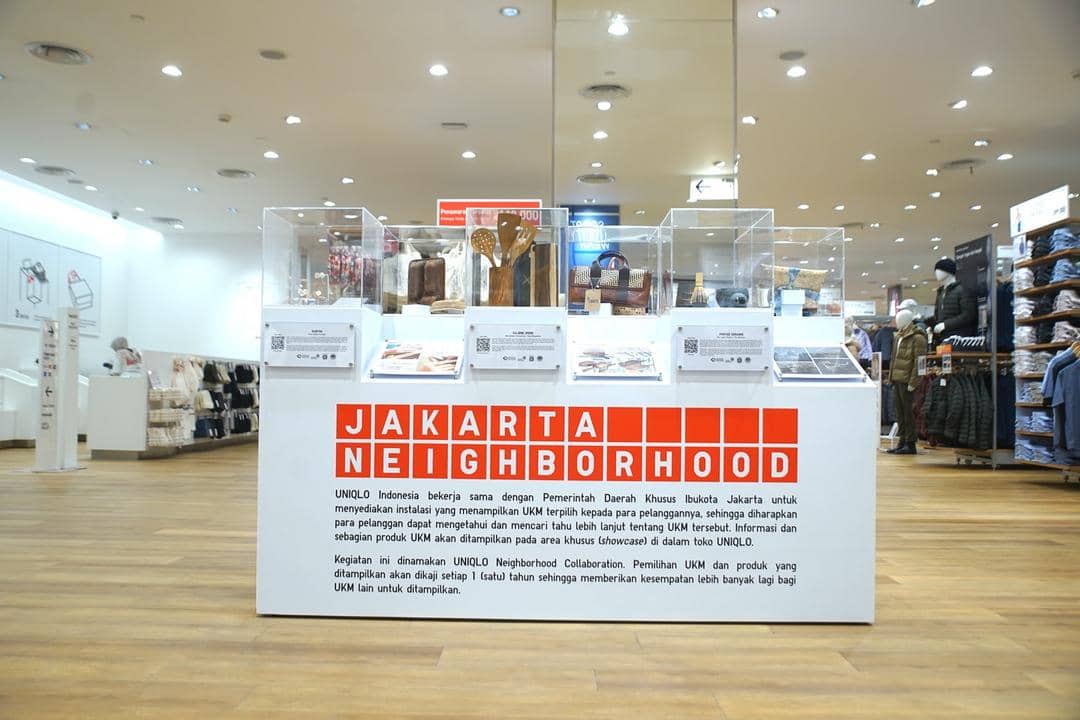 JAKARTA
NEIGHBORHOOD
UNIQLO Indonesia bekerja sama dengan Pemerintah Daerah Khusus Ibukota Jakarta untuk
menyediakan instalasi yang menampilkan UKM terpilih kepada para pelanggannya, sehingga diharapkan
para pelanggan dapat mengetahui dan mencari tahu lebih lanjut tentang UKM tersebut. Informasi dan
sebagian produk UKM akan ditampilkan pada area khusus (showcase) di dalam toko UNIQLO.
Kegiatan ini dinamakan UNIQLO Neighborhood Collaboration. Pemilihan UKM dan produk yang
ditampilkan akan dikaji setiap 1 (satu) tahun sehingga memberikan kesempatan lebih banyak lagi bagi
UKM lain untuk ditampilkan.